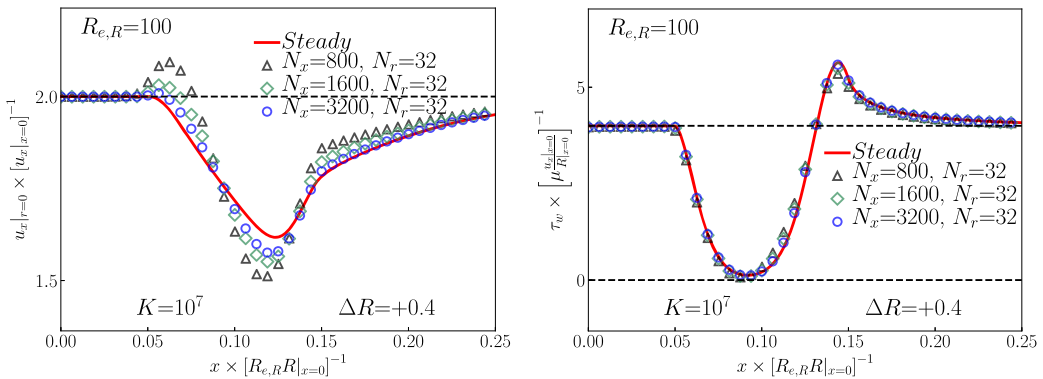 R_{e,R}=100
Steady
N_x=800, N_r=32
N_x=1600, N_r=32
N_x=3200, N_r=32
2.0
1.5
u_x|_{r=0} × [u_x|_{x=0}]^{-1}
K=10^7
ΔR=+0.4
0.00 0.05 0.10 0.15 0.20 0.25
x × [R_{e,R}R|_{x=0}]^{-1}
R_{e,R}=100
5
0
τ_w × [μ \frac{u_x|_{x=0}}{R|_{x=0}}]^{-1}
Steady
N_x=800, N_r=32
N_x=1600, N_r=32
N_x=3200, N_r=32
K=10^7
ΔR=+0.4
0.00 0.05 0.10 0.15 0.20 0.25
x × [R_{e,R}R|_{x=0}]^{-1}